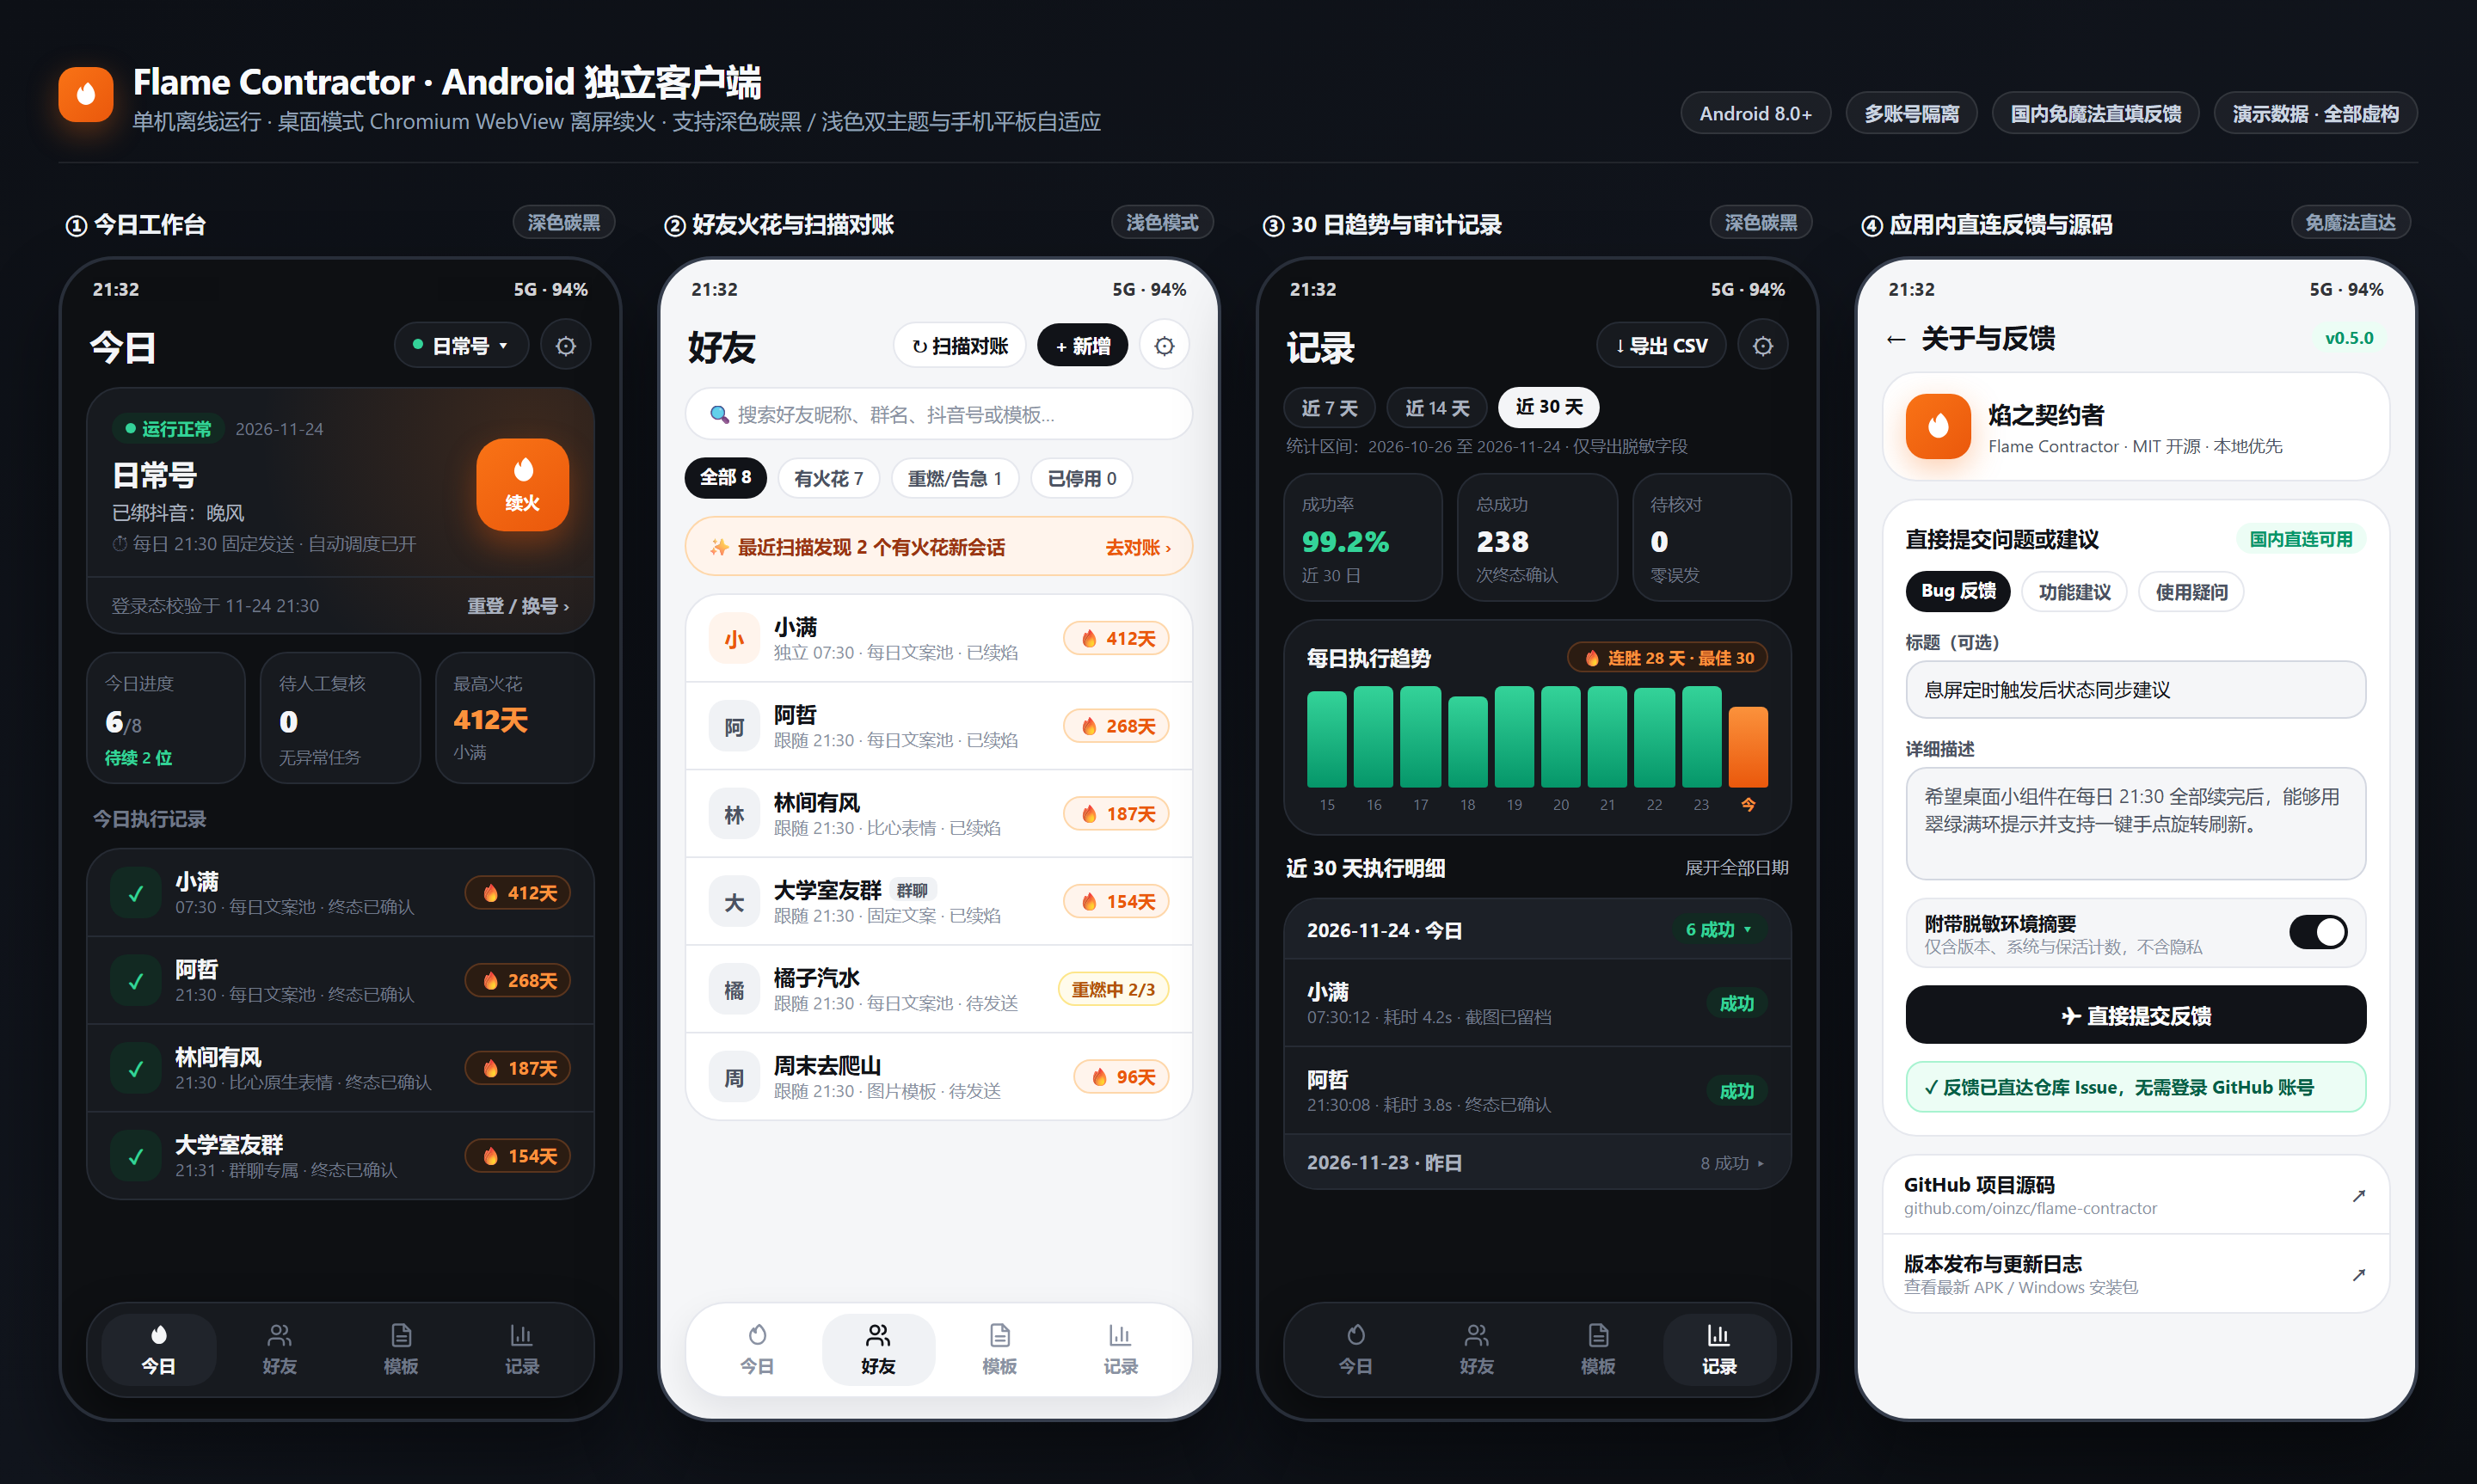 Flame Contractor · Android 独立客户端
单机离线运行 · 桌面模式 Chromium WebView 离屏续火 · 支持深色碳黑 / 浅色双主题与手机平板自适应
Android 8.0+
多账号隔离
国内免魔法直填反馈
演示数据 · 全部虚构
① 今日工作台
深色碳黑
21:32
5G · 94%
今日
日常号 ▾
运行正常
2026-11-24
日常号
已绑抖音：晚风
⏱ 每日 21:30 固定发送 · 自动调度已开
续火
登录态校验于 11-24 21:30
重登 / 换号 ›
今日进度
6/8
待续 2 位
待人工复核
0
无异常任务
最高火花
412天
小满
今日执行记录
✓
小满
07:30 · 每日文案池 · 终态已确认
🔥 412天
✓
阿哲
21:30 · 每日文案池 · 终态已确认
🔥 268天
✓
林间有风
21:30 · 比心原生表情 · 终态已确认
🔥 187天
✓
大学室友群
21:31 · 群聊专属 · 终态已确认
🔥 154天
今日
好友
模板
记录
② 好友火花与扫描对账
浅色模式
21:32
5G · 94%
好友
↻ 扫描对账
+ 新增
🔍 搜索好友昵称、群名、抖音号或模板...
全部 8
有火花 7
重燃/告急 1
已停用 0
✨ 最近扫描发现 2 个有火花新会话
去对账 ›
小
小满
独立 07:30 · 每日文案池 · 已续焰
🔥 412天
阿
阿哲
跟随 21:30 · 每日文案池 · 已续焰
🔥 268天
林
林间有风
跟随 21:30 · 比心表情 · 已续焰
🔥 187天
大
大学室友群 群聊
跟随 21:30 · 固定文案 · 已续焰
🔥 154天
橘
橘子汽水
跟随 21:30 · 每日文案池 · 待发送
重燃中 2/3
周
周末去爬山
跟随 21:30 · 图片模板 · 待发送
🔥 96天
今日
好友
模板
记录
③ 30 日趋势与审计记录
深色碳黑
21:32
5G · 94%
记录
↓ 导出 CSV
近 7 天
近 14 天
近 30 天
统计区间：2026-10-26 至 2026-11-24 · 仅导出脱敏字段
成功率
99.2%
近 30 日
总成功
238
次终态确认
待核对
0
零误发
每日执行趋势
🔥 连胜 28 天 · 最佳 30
15
16
17
18
19
20
21
22
23
今
近 30 天执行明细
展开全部日期
2026-11-24 · 今日
6 成功 ▾
小满
07:30:12 · 耗时 4.2s · 截图已留档
成功
阿哲
21:30:08 · 耗时 3.8s · 终态已确认
成功
2026-11-23 · 昨日
8 成功 ▸
今日
好友
模板
记录
④ 应用内直连反馈与源码
免魔法直达
21:32
5G · 94%
← 关于与反馈
v0.5.0
焰之契约者
Flame Contractor · MIT 开源 · 本地优先
直接提交问题或建议
国内直连可用
Bug 反馈
功能建议
使用疑问
标题（可选）
息屏定时触发后状态同步建议
详细描述
希望桌面小组件在每日 21:30 全部续完后，能够用
翠绿满环提示并支持一键手点旋转刷新。
附带脱敏环境摘要
仅含版本、系统与保活计数，不含隐私
✈ 直接提交反馈
✓ 反馈已直达仓库 Issue，无需登录 GitHub 账号
GitHub 项目源码
github.com/oinzc/flame-contractor
↗
版本发布与更新日志
查看最新 APK / Windows 安装包
↗